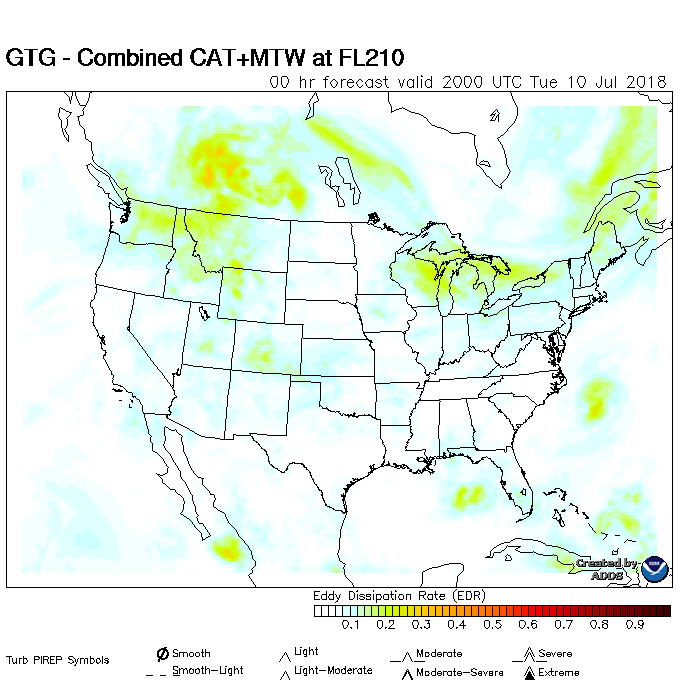 GTG - Combined CAT+MTW at FL210
00 hr forecast valid 2000 UTC Tue 10 Jul 2018
Created by
ADDS
Eddy Dissipation Rate (EDR)
0.1 0.2 0.3 0.4 0.5 0.6 0.7 0.8 0.9
Turb PIREP Symbols
Smooth
Light
Moderate
Severe
Smooth-Light
Light-Moderate
Moderate-Severe
Extreme